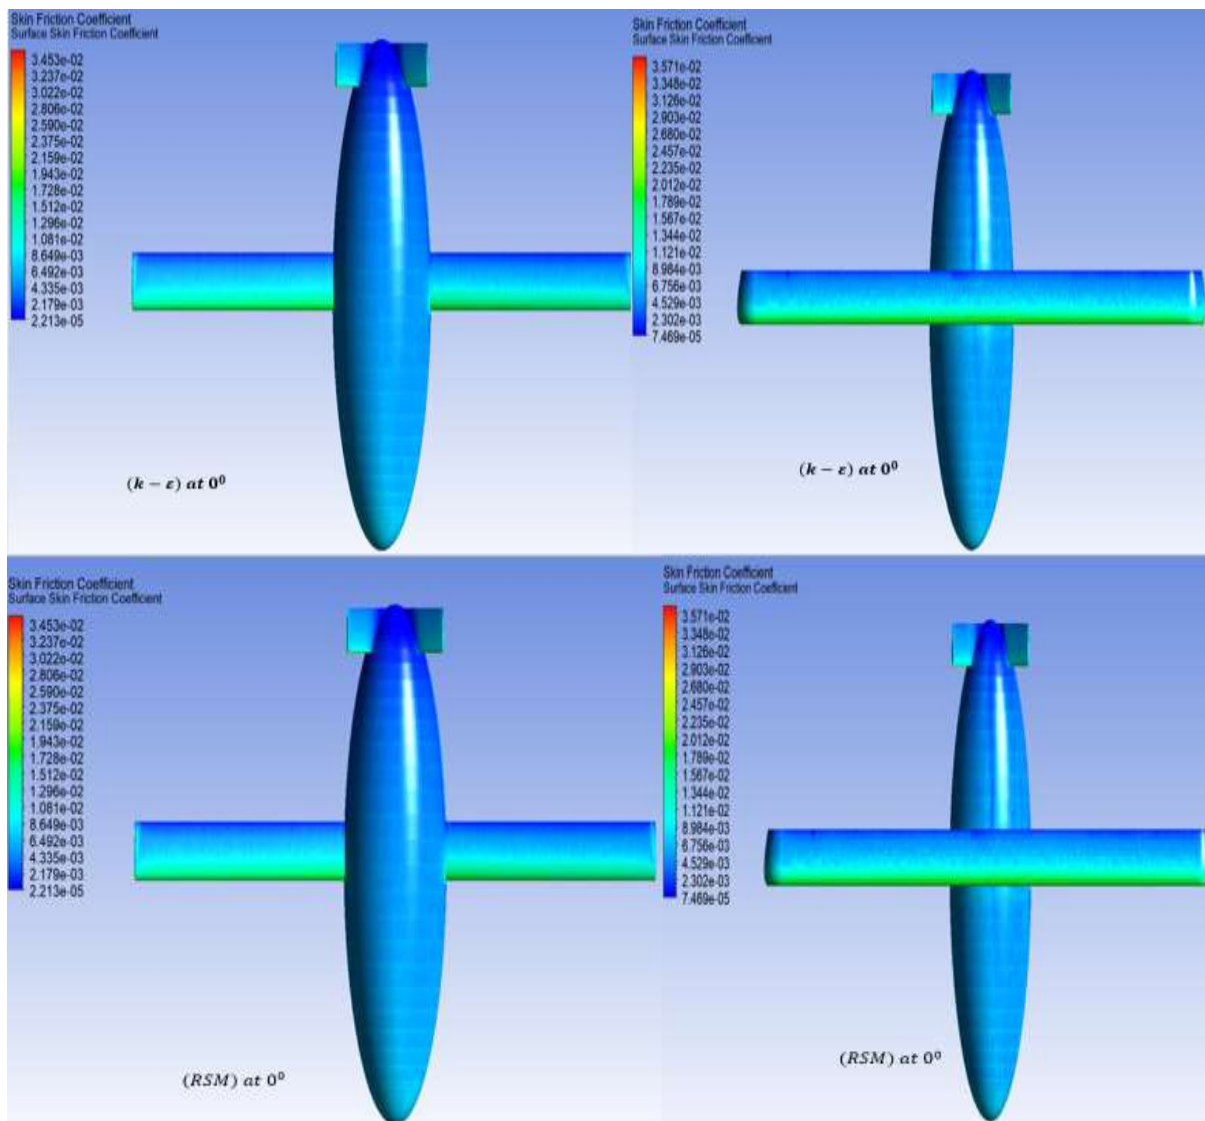 Skin Friction Coefficient
Surface Skin Friction Coefficient
3.453e-02
3.237e-02
3.022e-02
2.806e-02
2.590e-02
2.375e-02
2.159e-02
1.943e-02
1.728e-02
1.512e-02
1.296e-02
1.081e-02
8.649e-03
6.492e-03
4.335e-03
2.179e-03
2.213e-05
(k − ε) at 0⁰
Skin Friction Coefficient
Surface Skin Friction Coefficient
3.571e-02
3.348e-02
3.126e-02
2.903e-02
2.680e-02
2.457e-02
2.235e-02
2.012e-02
1.789e-02
1.567e-02
1.344e-02
1.121e-02
8.984e-03
6.756e-03
4.529e-03
2.302e-03
7.469e-05
(k − ε) at 0⁰
Skin Friction Coefficient
Surface Skin Friction Coefficient
3.453e-02
3.237e-02
3.022e-02
2.806e-02
2.590e-02
2.375e-02
2.159e-02
1.943e-02
1.728e-02
1.512e-02
1.296e-02
1.081e-02
8.649e-03
6.492e-03
4.335e-03
2.179e-03
2.213e-05
(RSM) at 0⁰
Skin Friction Coefficient
Surface Skin Friction Coefficient
3.571e-02
3.348e-02
3.126e-02
2.903e-02
2.680e-02
2.457e-02
2.235e-02
2.012e-02
1.789e-02
1.567e-02
1.344e-02
1.121e-02
8.984e-03
6.756e-03
4.529e-03
2.302e-03
7.469e-05
(RSM) at 0⁰